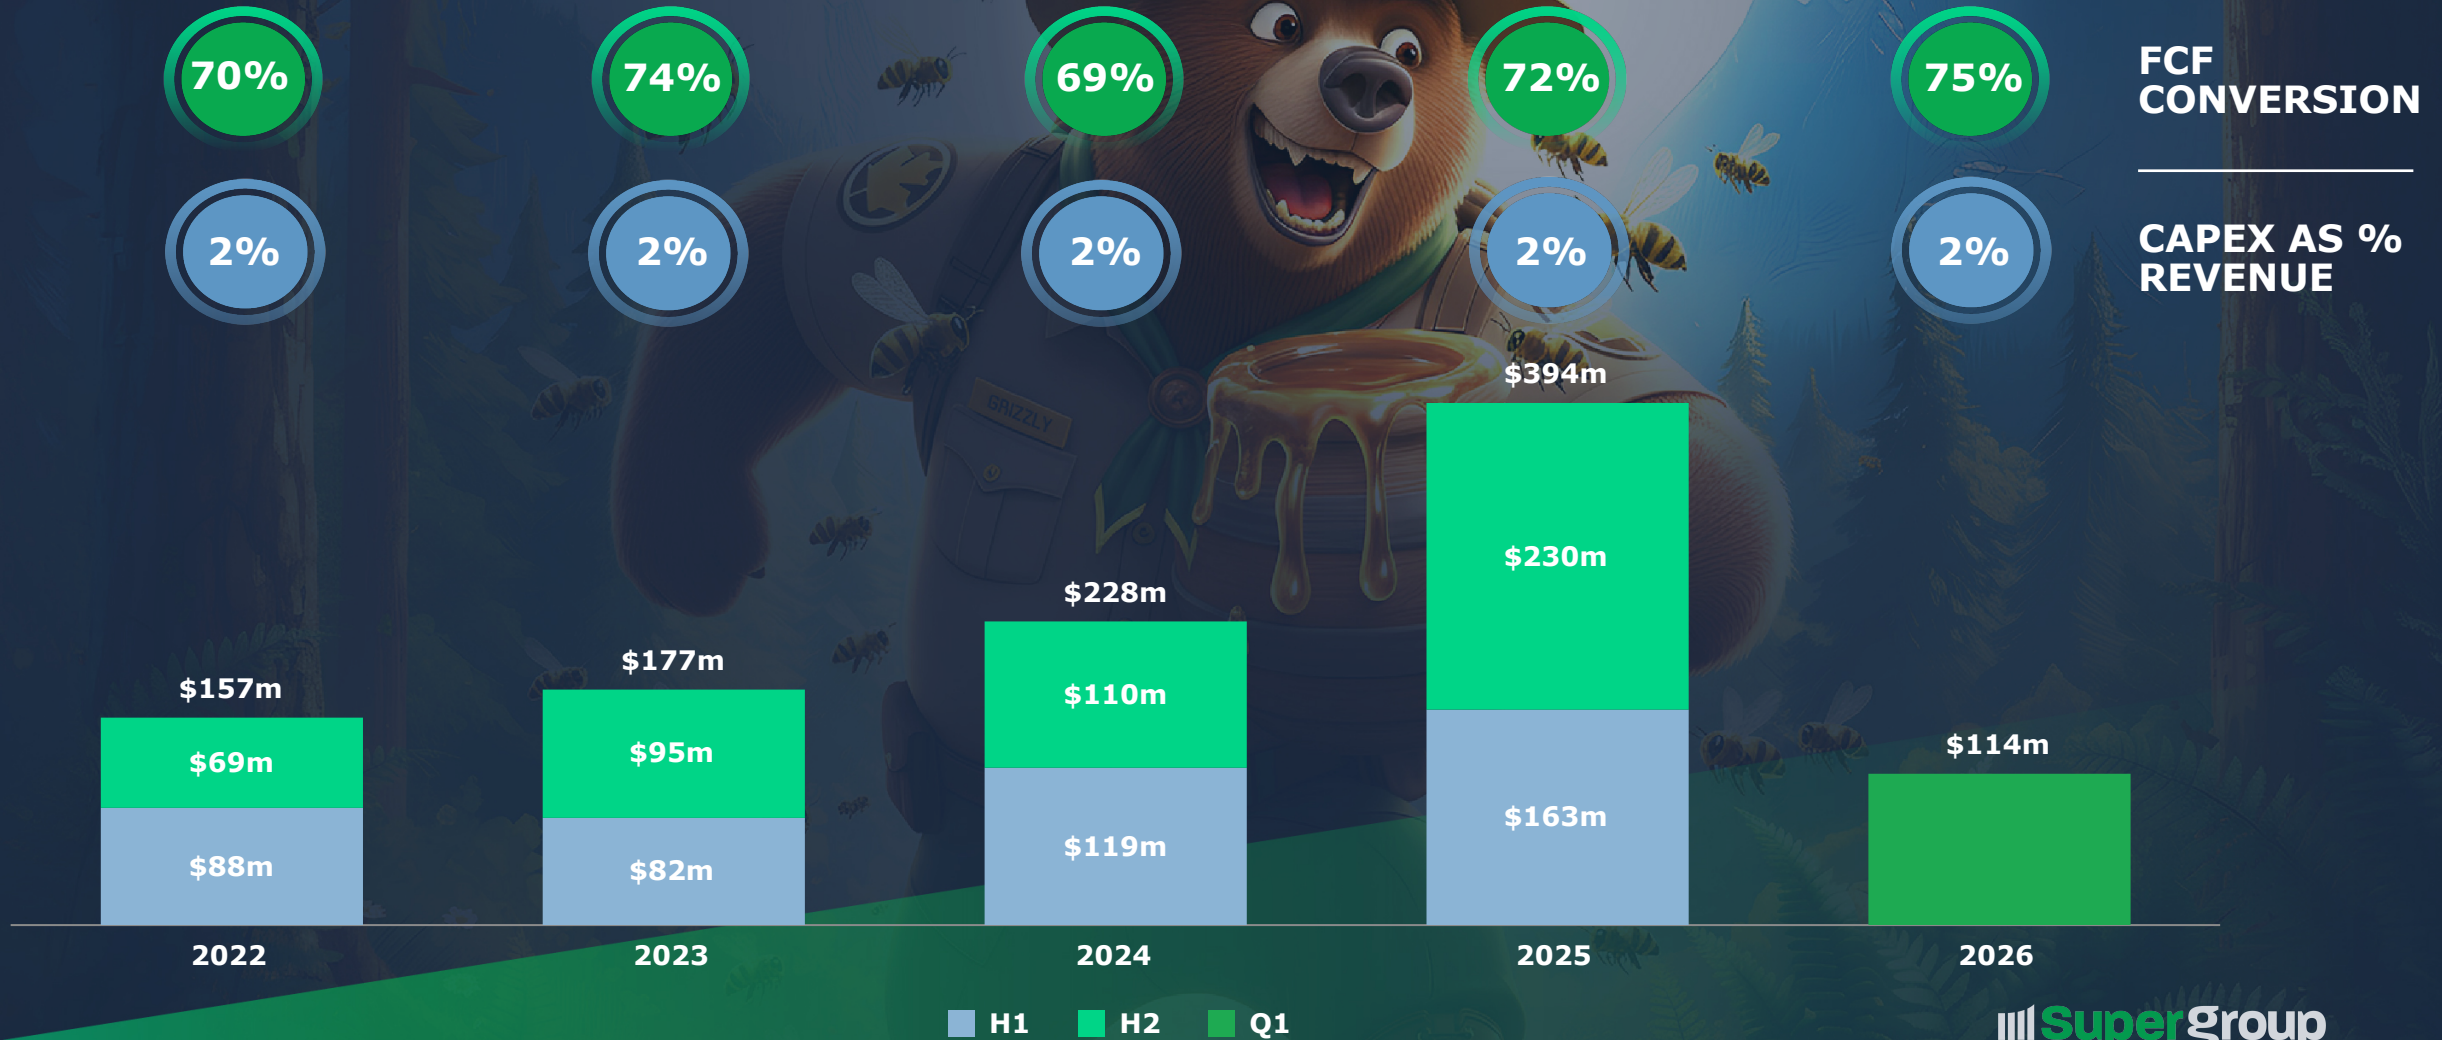 70%
74%
69%
72%
75%
FCF
CONVERSION
2%
2%
2%
2%
2%
CAPEX AS %
REVENUE
GRIZZLY
$394m
$230m
$163m
$228m
$110m
$119m
$177m
$95m
$82m
$157m
$69m
$88m
$114m
2022
2023
2024
2025
2026
H1
H2
Q1
Supergroup